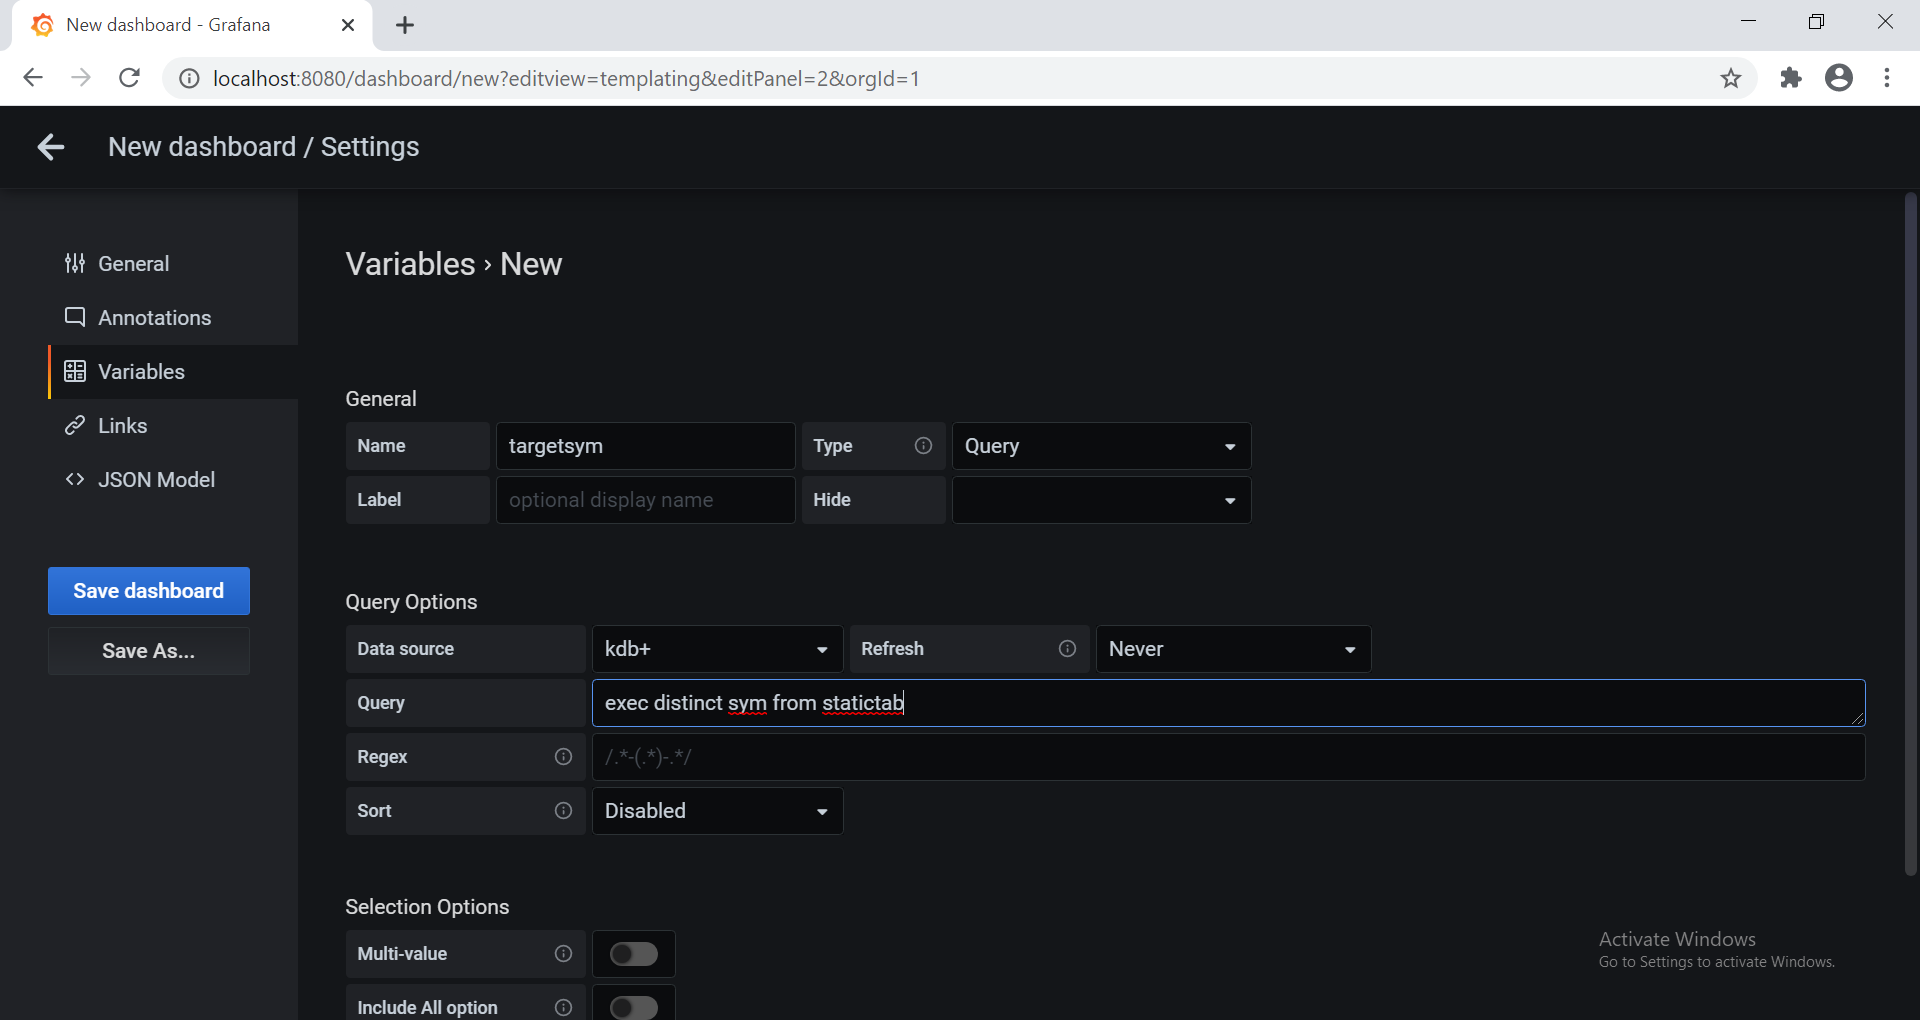 New dashboard - Grafana
localhost:8080/dashboard/new?editview=templating&editPanel=2&orgId=1
New dashboard / Settings
General
Annotations
Variables
Links
JSON Model
Save dashboard
Save As...
Variables › New
General
Name targetsym Type Query
Label optional display name Hide
Query Options
Data source kdb+ Refresh Never
Query exec distinct sym from statictab
Regex /.*-(.*)-.*/
Sort Disabled
Selection Options
Multi-value
Include All option
Activate Windows
Go to Settings to activate Windows.